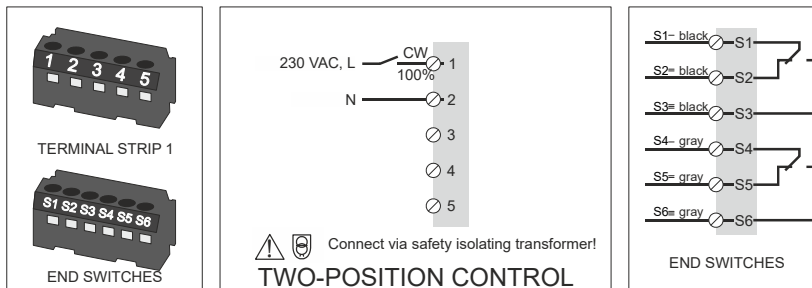 1 2 3 4 5
TERMINAL STRIP 1
S1 S2 S3 S4 S5 S6
END SWITCHES
230 VAC, L CW 1
100%
N 2
3
4
5
Connect via safety isolating transformer!
TWO-POSITION CONTROL
S1– black S1
S2= black S2
S3≡ black S3
S4– gray S4
S5= gray S5
S6≡ gray S6
END SWITCHES